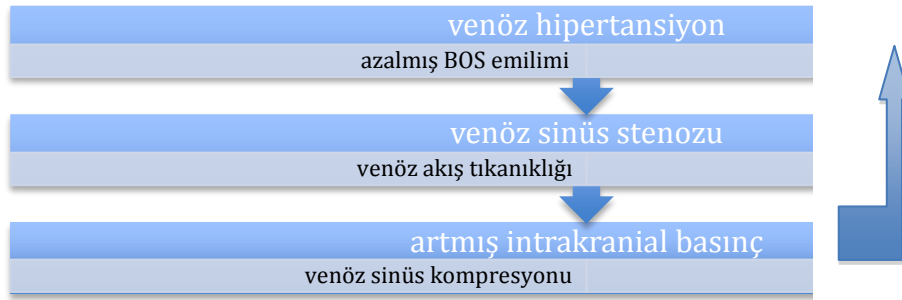 venöz hipertansiyon
azalmış BOS emilimi
venöz sinüs stenozu
venöz akış tıkanıklığı
artmış intrakranial basınç
venöz sinüs kompresyonu